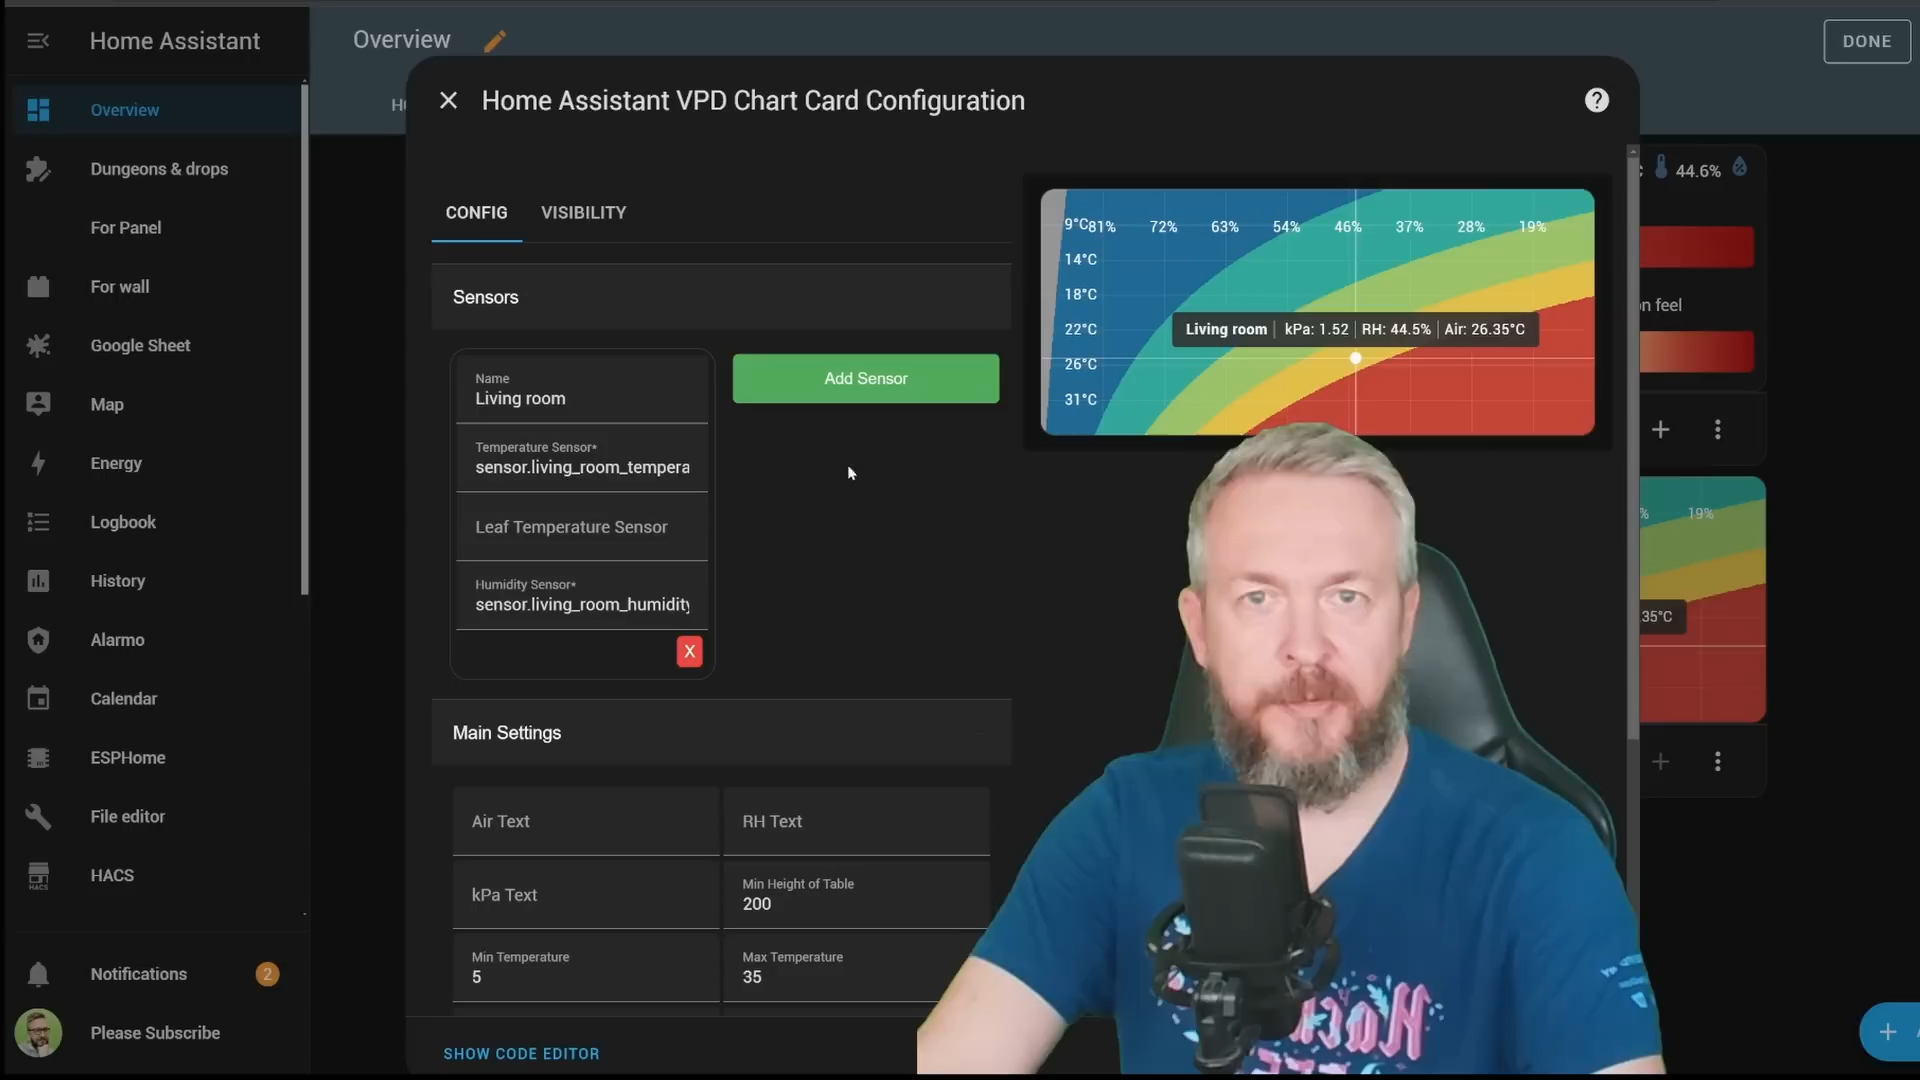 Home Assistant
Overview
DONE
Overview
Home Assistant VPD Chart Card Configuration
Dungeons & drops
For Panel
For wall
Google Sheet
Map
Energy
Logbook
History
Alarmo
Calendar
ESPHome
File editor
HACS
HACS
Notifications
2
Please Subscribe
CONFIG
VISIBILITY
Sensors
Name
Living room
Add Sensor
Temperature Sensor*
sensor.living_room_tempera
Leaf Temperature Sensor
Humidity Sensor*
sensor.living_room_humidity
X
Main Settings
Air Text
RH Text
kPa Text
Min Height of Table
200
Min Temperature
5
Max Temperature
35
SHOW CODE EDITOR
9°C 81% 72% 63% 54% 46% 37% 28% 19%
14°C
18°C
22°C
Living room kPa: 1.52 RH: 44.5% Air: 26.35°C
26°C
31°C
44.6%
n feel
% 19%
35°C